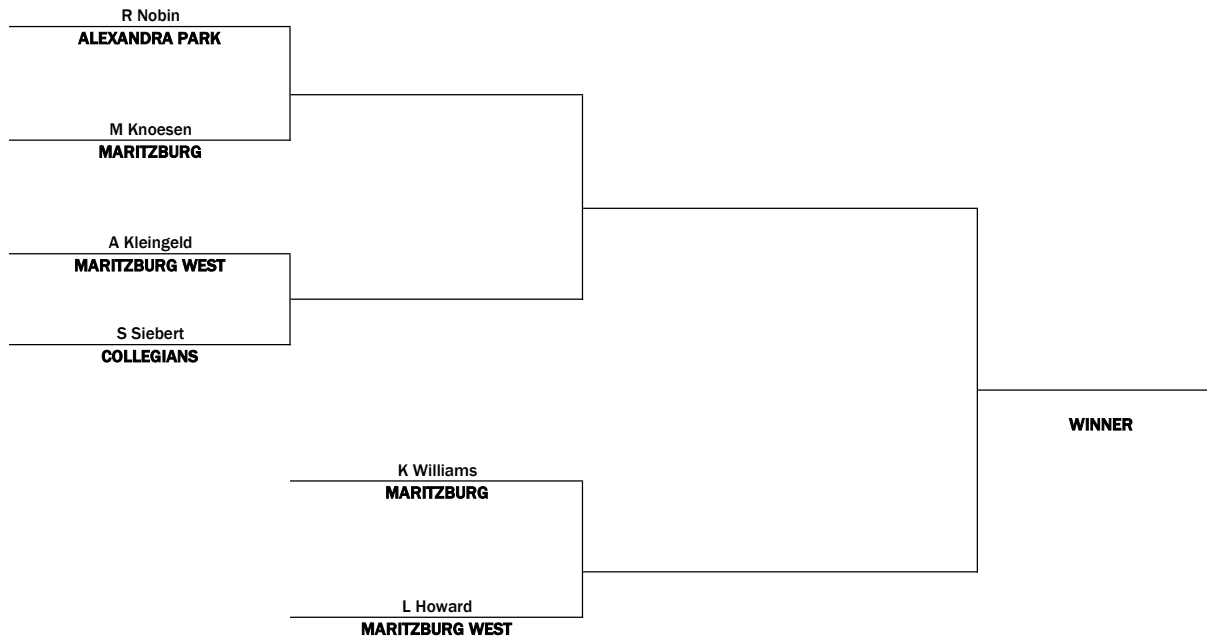 R Nobin
ALEXANDRA PARK
M Knoesen
MARITZBURG
A Kleingeld
MARITZBURG WEST
S Siebert
COLLEGIANS
WINNER
K Williams
MARITZBURG
L Howard
MARITZBURG WEST